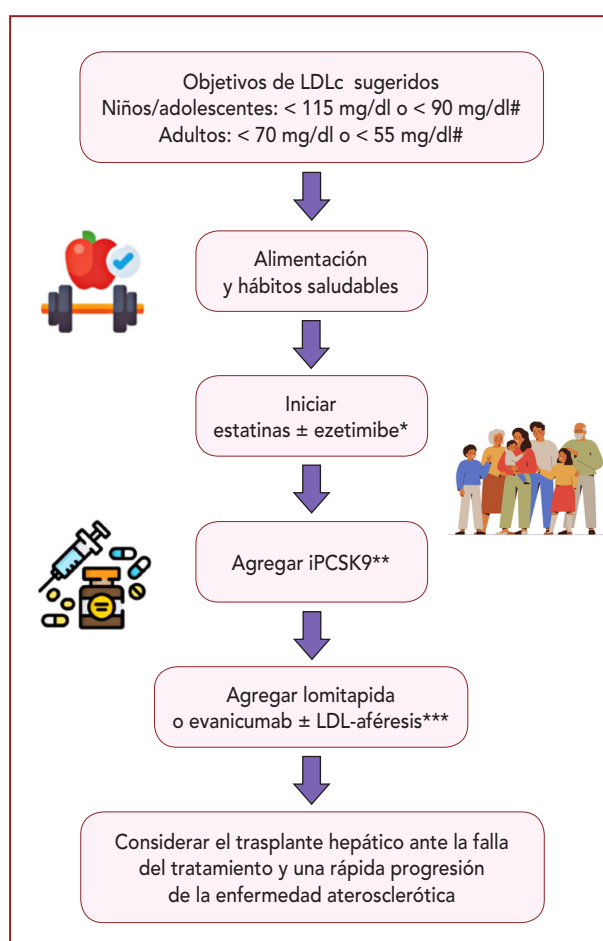 Objetivos de LDLc sugeridos
Niños/adolescentes: < 115 mg/dl o < 90 mg/dl#
Adultos: < 70 mg/dl o < 55 mg/dl#
Alimentación
y hábitos saludables
Iniciar
estatinas ± ezetimibe*
Agregar iPCSK9**
Agregar lomitapida
o evanicumab ± LDL-aféresis***
Considerar el trasplante hepático ante la falla
del tratamiento y una rápida progresión
de la enfermedad aterosclerótica